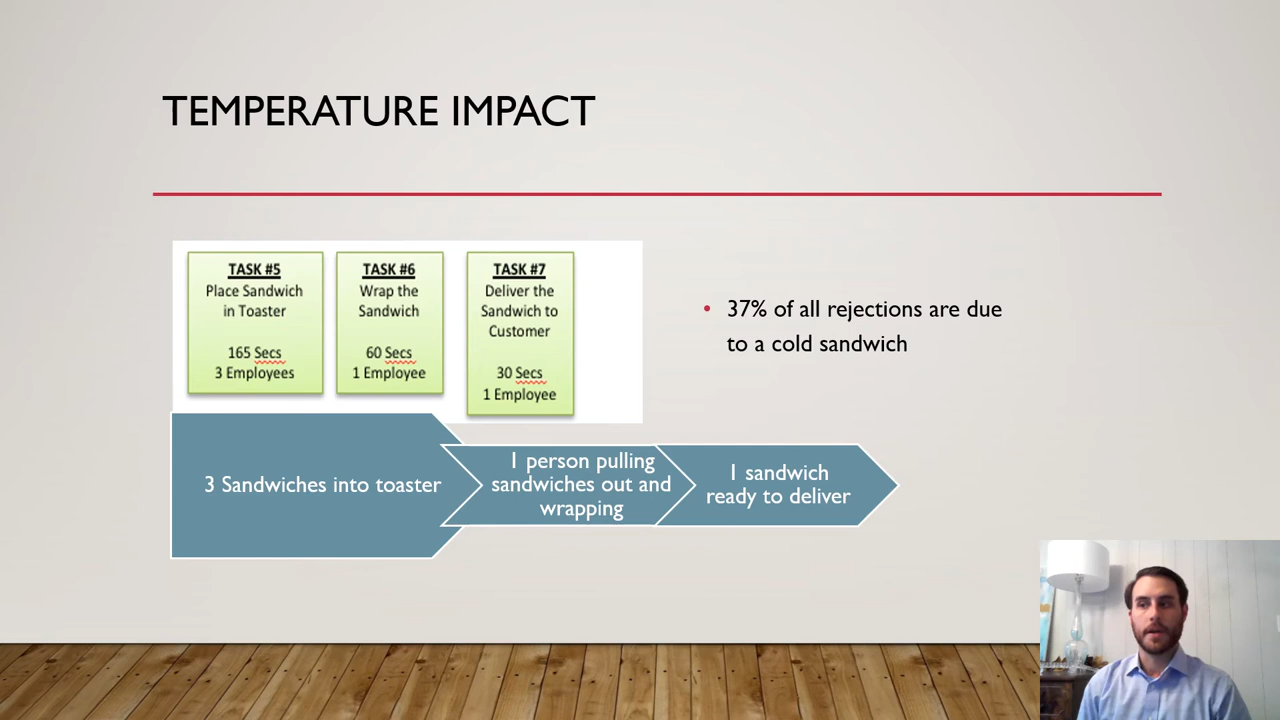 TEMPERATURE IMPACT
TASK #5
Place Sandwich
in Toaster
165 Secs
3 Employees
TASK #6
Wrap the
Sandwich
60 Secs
1 Employee
TASK #7
Deliver the
Sandwich to
Customer
30 Secs
1 Employee
• 37% of all rejections are due
to a cold sandwich
3 Sandwiches into toaster
1 person pulling
sandwiches out and
wrapping
1 sandwich
ready to deliver